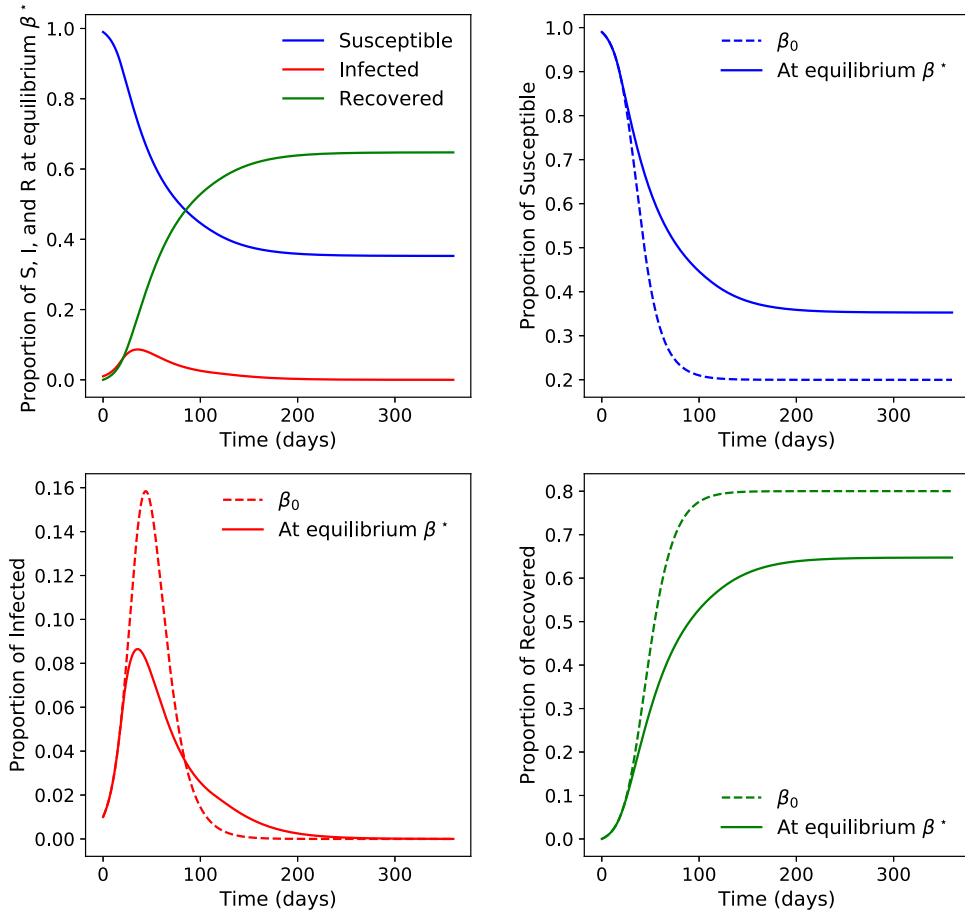 Proportion of S, I, and R at equilibrium β*
Susceptible
Infected
Recovered
0.0
0.2
0.4
0.6
0.8
1.0
0
100
200
300
Time (days)
Proportion of Susceptible
β₀
At equilibrium β*
0.2
0.3
0.4
0.5
0.6
0.7
0.8
0.9
1.0
0
100
200
300
Time (days)
Proportion of Infected
β₀
At equilibrium β*
0.00
0.02
0.04
0.06
0.08
0.10
0.12
0.14
0.16
0
100
200
300
Time (days)
Proportion of Recovered
0.0
0.1
0.2
0.3
0.4
0.5
0.6
0.7
0.8
β₀
At equilibrium β*
0
100
200
300
Time (days)